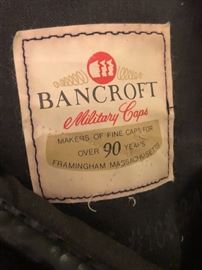 BANCROFT
Military Caps
MAKERS OF FINE CAPS FOR
OVER 90 YEARS
FRAMINGHAM MASSACHUSETTS